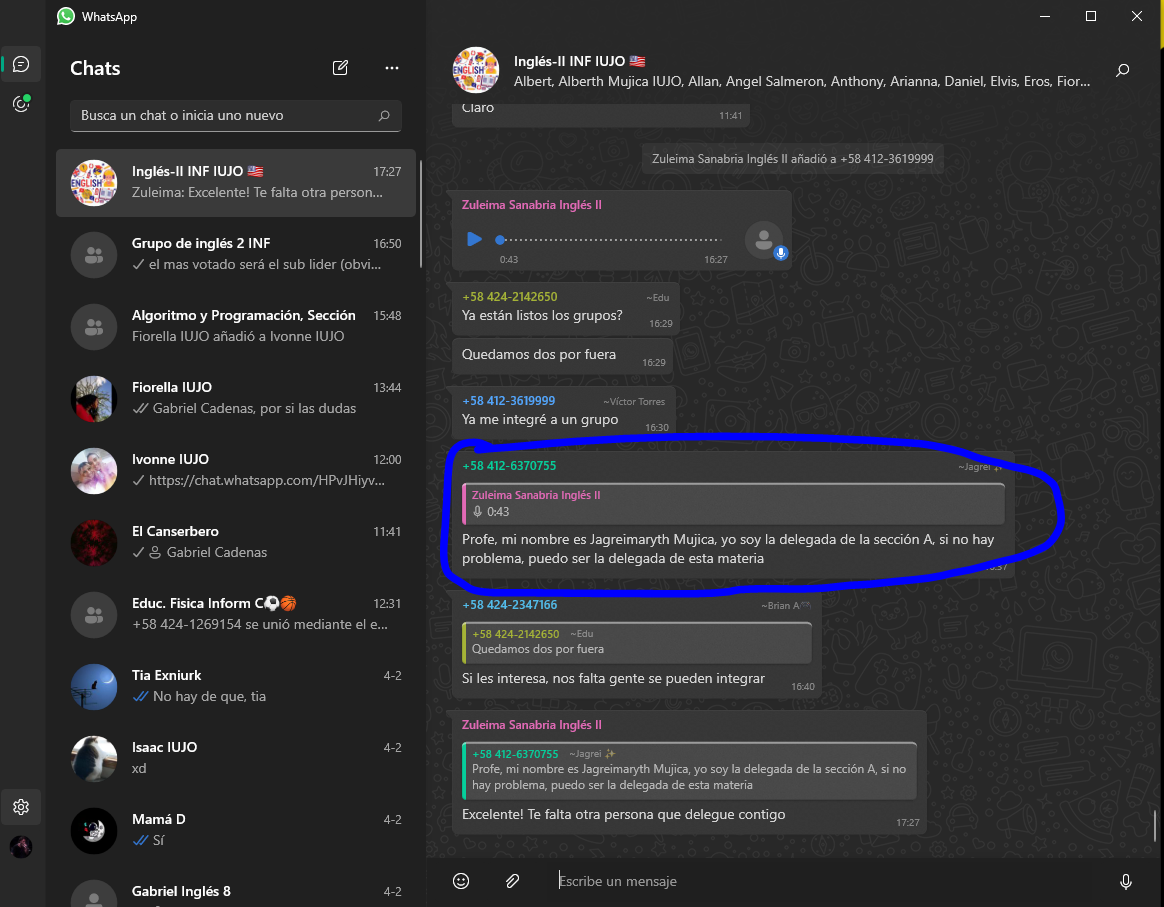 WhatsApp
Chats
Busca un chat o inicia uno nuevo
Inglés-II INF IUJO 🇺🇸 17:27
Zuleima: Excelente! Te falta otra person...
Grupo de inglés 2 INF 16:50
el mas votado será el sub lider (obvi...
Algoritmo y Programación, Sección 15:48
Fiorella IUJO añadió a Ivonne IUJO
Fiorella IUJO 13:44
Gabriel Cadenas, por si las dudas
Ivonne IUJO 12:00
https://chat.whatsapp.com/HPvJHiyv...
El Canserbero 11:41
Gabriel Cadenas
Educ. Fisica Inform C⚽🏀 12:31
+58 424-1269154 se unió mediante el e...
Tia Exniurk 4-2
No hay de que, tia
Isaac IUJO 4-2
xd
Mamá D 4-2
Sí
Gabriel Inglés 8 4-2
ENGLISH
Inglés-II INF IUJO 🇺🇸
Albert, Alberth Mujica IUJO, Allan, Angel Salmeron, Anthony, Arianna, Daniel, Elvis, Eros, Fior...
Claro
11:41
Zuleima Sanabria Inglés II añadió a +58 412-3619999
Zuleima Sanabria Inglés II
0:43 16:27
+58 424-2142650 ~Edu
Ya están listos los grupos?
16:29
Quedamos dos por fuera
16:29
+58 412-3619999 ~Víctor Torres
Ya me integré a un grupo
16:30
+58 412-6370755 ~Jagrei ✨
Zuleima Sanabria Inglés II
0:43
Profe, mi nombre es Jagreimaryth Mujica, yo soy la delegada de la sección A, si no hay
problema, puedo ser la delegada de esta materia
+58 424-2347166 ~Brian A🎮
+58 424-2142650 ~Edu
Quedamos dos por fuera
Si les interesa, nos falta gente se pueden integrar
16:40
Zuleima Sanabria Inglés II
+58 412-6370755 ~Jagrei ✨
Profe, mi nombre es Jagreimaryth Mujica, yo soy la delegada de la sección A, si no
hay problema, puedo ser la delegada de esta materia
Excelente! Te falta otra persona que delegue contigo
17:27
Escribe un mensaje